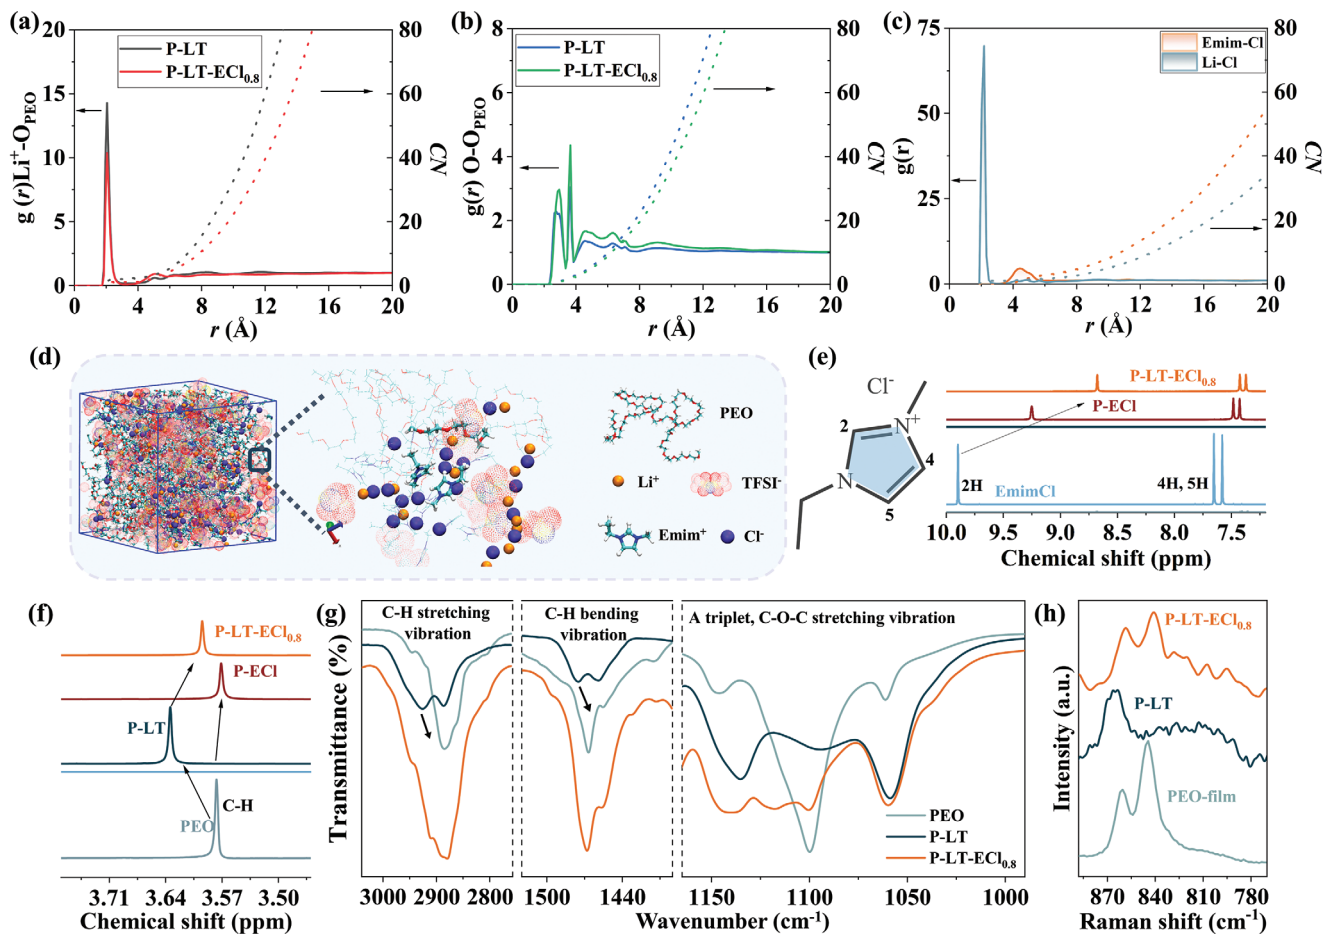 (a)
20
15
10
5
0
g (r)Li⁺-O_PEO
P-LT
P-LT-ECl₀.₈
80
60
40
20
0
CN
0 4 8 12 16 20
r (Å)
(b)
8
6
4
2
0
g(r) O-O_PEO
P-LT
P-LT-ECl₀.₈
80
60
40
20
0
CN
0 4 8 12 16 20
r (Å)
(c)
75
50
25
0
g(r)
Emim-Cl
Li-Cl
80
60
40
20
0
CN
0 4 8 12 16 20
r (Å)
(d)
PEO
Li⁺
TFSI⁻
Emim⁺
Cl⁻
(e)
Cl⁻
N⁺
N
2
4
5
P-LT-ECl₀.₈
P-ECl
2H
4H, 5H
EmimCl
10.0 9.5 9.0 8.5 8.0 7.5
Chemical shift (ppm)
(f)
P-LT-ECl₀.₈
P-ECl
P-LT
C-H
PEO
3.71 3.64 3.57 3.50
Chemical shift (ppm)
(g)
C-H stretching
vibration
C-H bending
vibration
A triplet, C-O-C stretching vibration
Transmittance (%)
PEO
P-LT
P-LT-ECl₀.₈
3000 2900 2800 1500 1440 1150 1100 1050 1000
Wavenumber (cm⁻¹)
(h)
P-LT-ECl₀.₈
P-LT
PEO-film
Intensity (a.u.)
870 840 810 780
Raman shift (cm⁻¹)